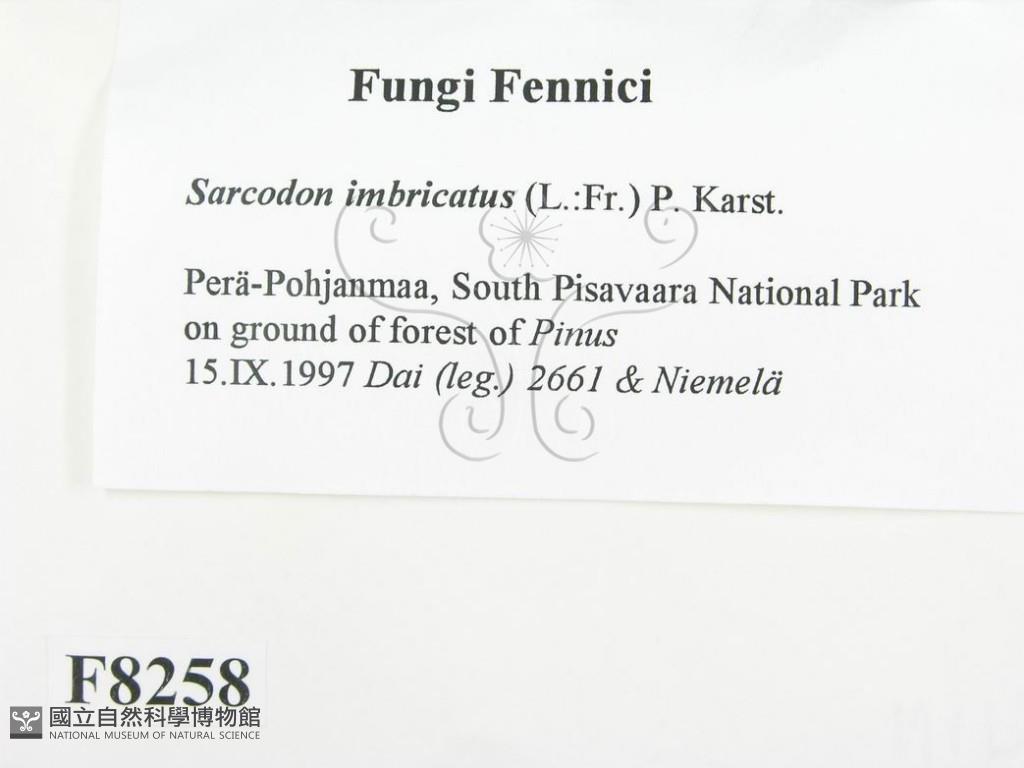 Fungi Fennici
Sarcodon imbricatus (L.:Fr.) P. Karst.
Perä-Pohjanmaa, South Pisavaara National Park
on ground of forest of Pinus
15.IX.1997 Dai (leg.) 2661 & Niemelä
F8258
國立自然科學博物館
NATIONAL MUSEUM OF NATURAL SCIENCE